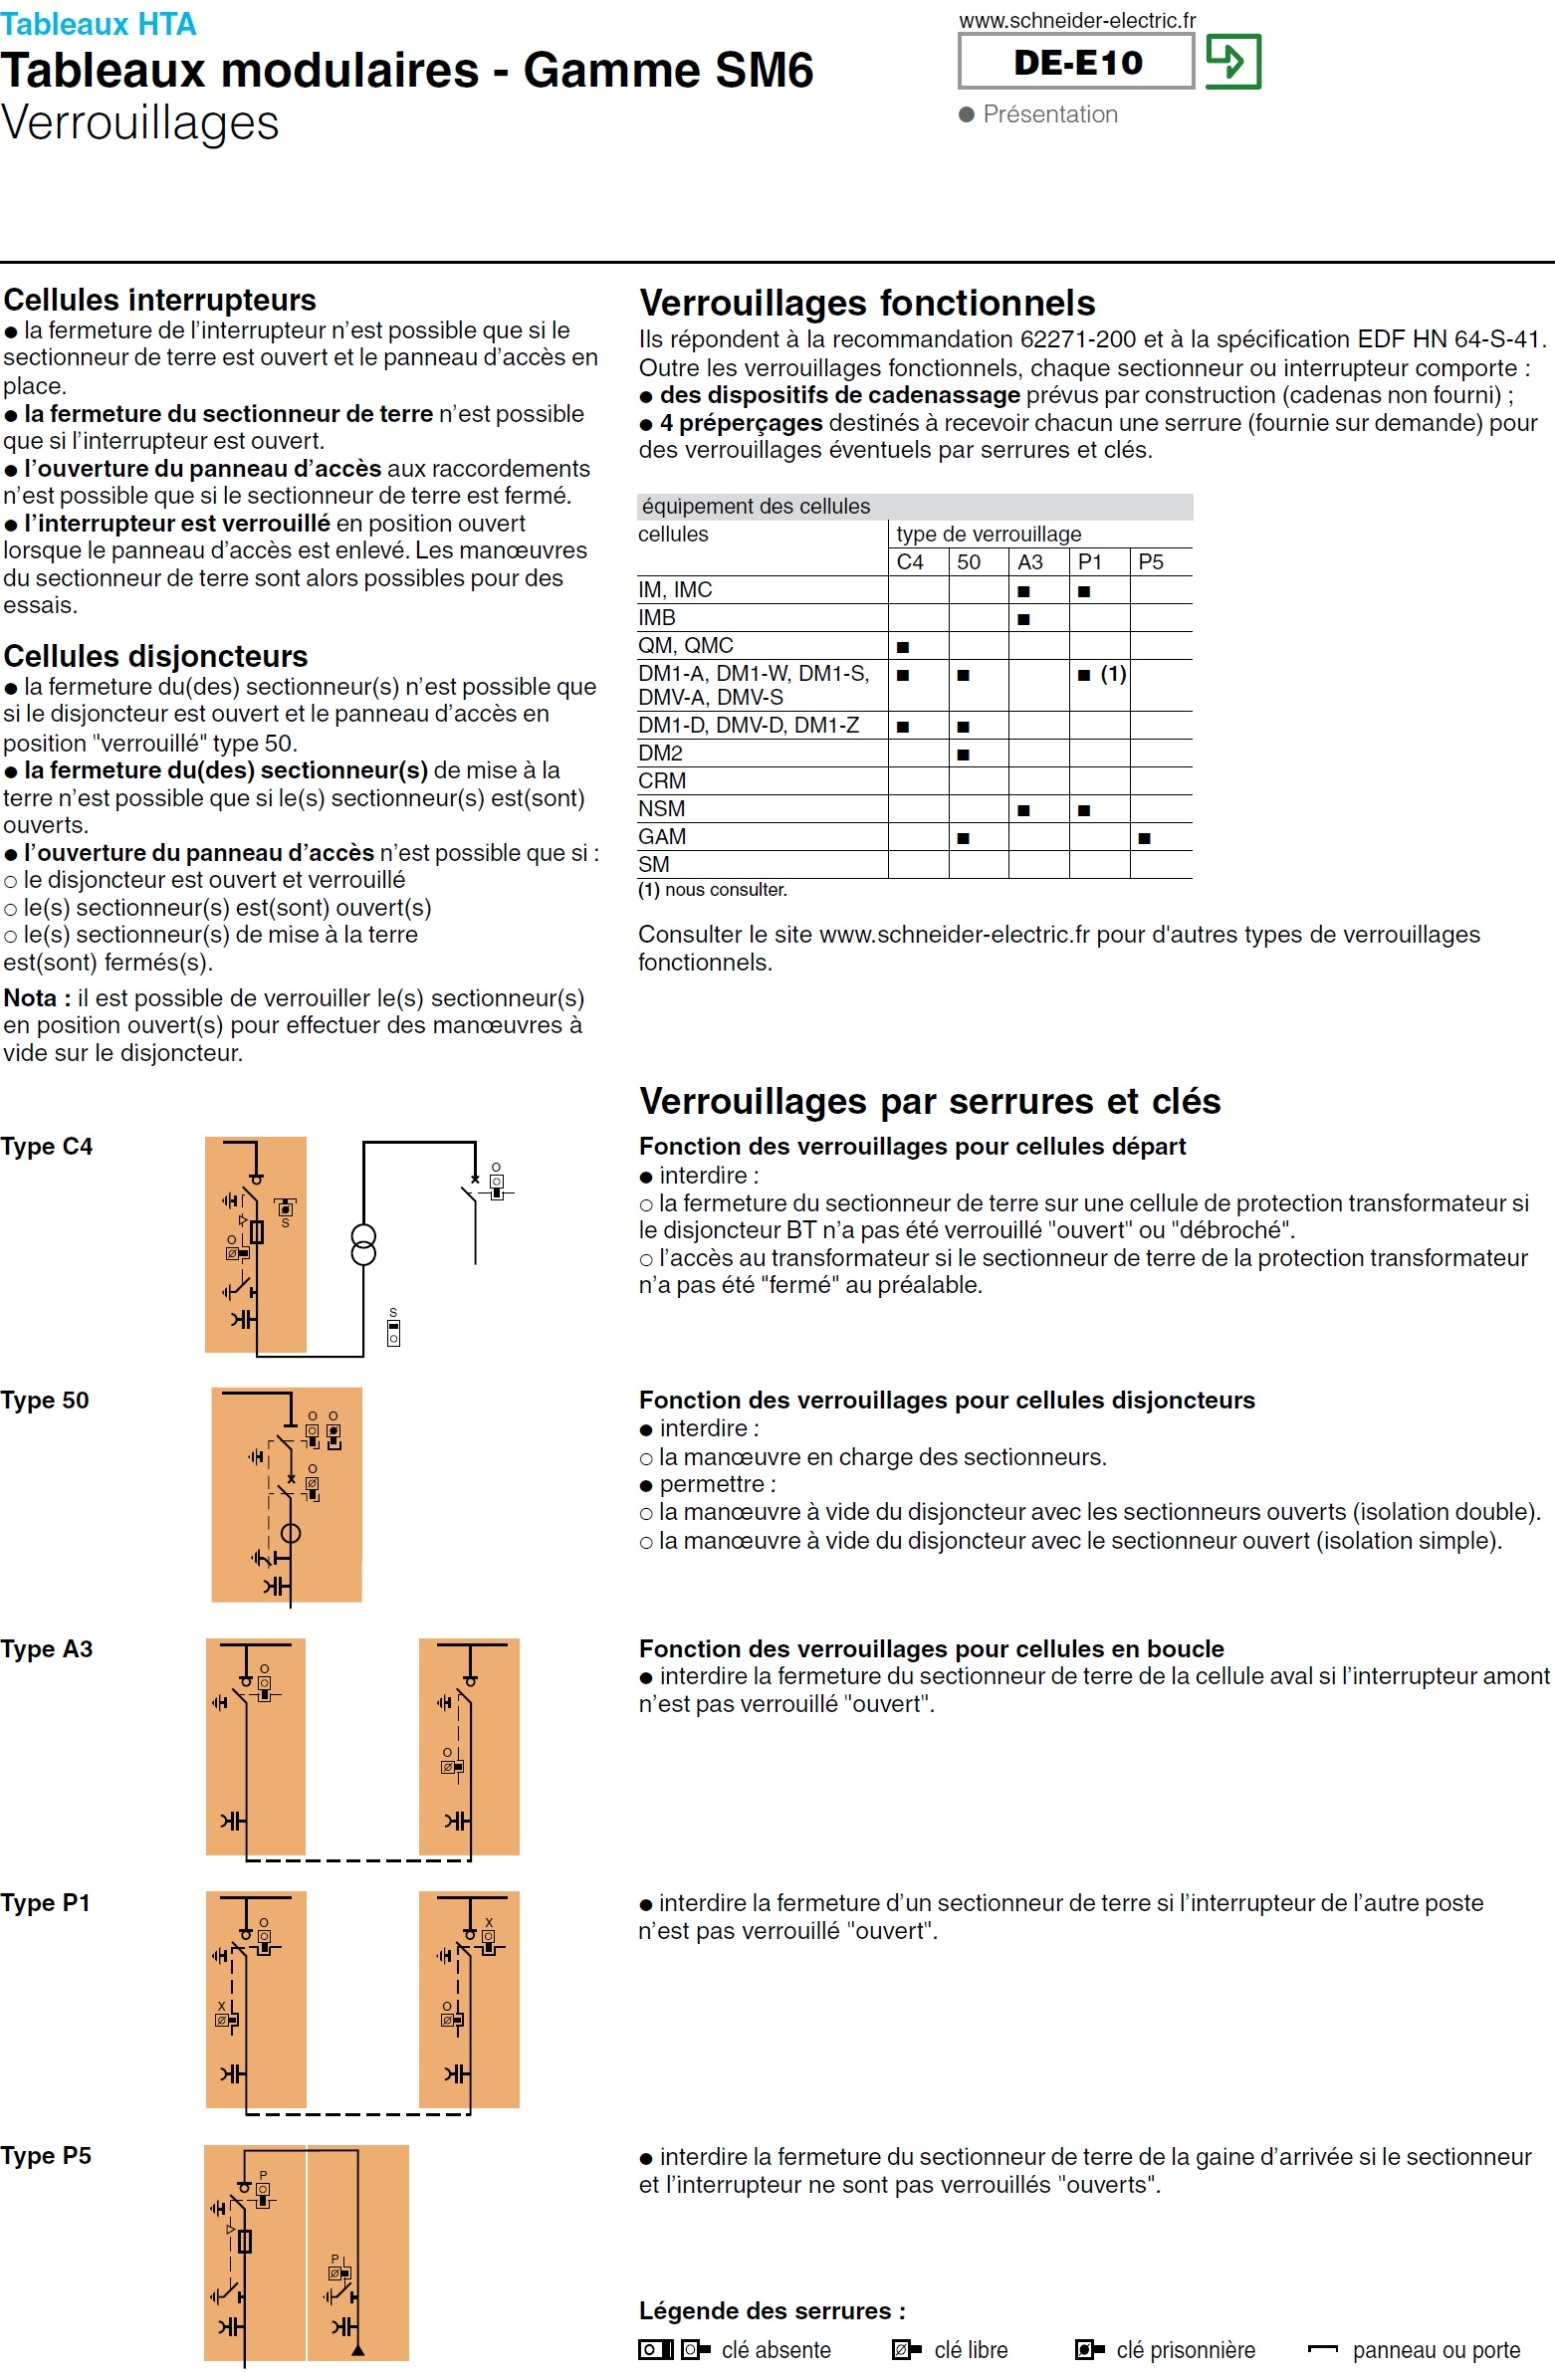 Tableaux HTA
Tableaux modulaires - Gamme SM6
Verrouillages
www.schneider-electric.fr
DE-E10
● Présentation
Cellules interrupteurs
● la fermeture de l'interrupteur n'est possible que si le
sectionneur de terre est ouvert et le panneau d'accès en
place.
● la fermeture du sectionneur de terre n'est possible
que si l'interrupteur est ouvert.
● l'ouverture du panneau d'accès aux raccordements
n'est possible que si le sectionneur de terre est fermé.
● l'interrupteur est verrouillé en position ouvert
lorsque le panneau d'accès est enlevé. Les manœuvres
du sectionneur de terre sont alors possibles pour des
essais.
Cellules disjoncteurs
● la fermeture du(des) sectionneur(s) n'est possible que
si le disjoncteur est ouvert et le panneau d'accès en
position "verrouillé" type 50.
● la fermeture du(des) sectionneur(s) de mise à la
terre n'est possible que si le(s) sectionneur(s) est(sont)
ouverts.
● l'ouverture du panneau d'accès n'est possible que si :
○ le disjoncteur est ouvert et verrouillé
○ le(s) sectionneur(s) est(sont) ouvert(s)
○ le(s) sectionneur(s) de mise à la terre
est(sont) fermés(s).
Nota : il est possible de verrouiller le(s) sectionneur(s)
en position ouvert(s) pour effectuer des manœuvres à
vide sur le disjoncteur.
Verrouillages fonctionnels
Ils répondent à la recommandation 62271-200 et à la spécification EDF HN 64-S-41.
Outre les verrouillages fonctionnels, chaque sectionneur ou interrupteur comporte :
● des dispositifs de cadenassage prévus par construction (cadenas non fourni) ;
● 4 préperçages destinés à recevoir chacun une serrure (fournie sur demande) pour
des verrouillages éventuels par serrures et clés.
équipement des cellules
cellules type de verrouillage
C4 50 A3 P1 P5
IM, IMC ■ ■
IMB ■
QM, QMC ■
DM1-A, DM1-W, DM1-S, ■ ■ ■ (1)
DMV-A, DMV-S
DM1-D, DMV-D, DM1-Z ■ ■
DM2 ■
CRM
NSM ■ ■
GAM ■ ■
SM
(1) nous consulter.
Consulter le site www.schneider-electric.fr pour d'autres types de verrouillages
fonctionnels.
Verrouillages par serrures et clés
Type C4
O
S
O
O
S
Fonction des verrouillages pour cellules départ
● interdire :
○ la fermeture du sectionneur de terre sur une cellule de protection transformateur si
le disjoncteur BT n'a pas été verrouillé "ouvert" ou "débroché".
○ l'accès au transformateur si le sectionneur de terre de la protection transformateur
n'a pas été "fermé" au préalable.
Type 50
O O
O
Fonction des verrouillages pour cellules disjoncteurs
● interdire :
○ la manœuvre en charge des sectionneurs.
● permettre :
○ la manœuvre à vide du disjoncteur avec les sectionneurs ouverts (isolation double).
○ la manœuvre à vide du disjoncteur avec le sectionneur ouvert (isolation simple).
Type A3
O
O
Fonction des verrouillages pour cellules en boucle
● interdire la fermeture du sectionneur de terre de la cellule aval si l'interrupteur amont
n'est pas verrouillé "ouvert".
Type P1
O X
X O
● interdire la fermeture d'un sectionneur de terre si l'interrupteur de l'autre poste
n'est pas verrouillé "ouvert".
Type P5
P
P
● interdire la fermeture du sectionneur de terre de la gaine d'arrivée si le sectionneur
et l'interrupteur ne sont pas verrouillés "ouverts".
Légende des serrures :
clé absente clé libre clé prisonnière panneau ou porte